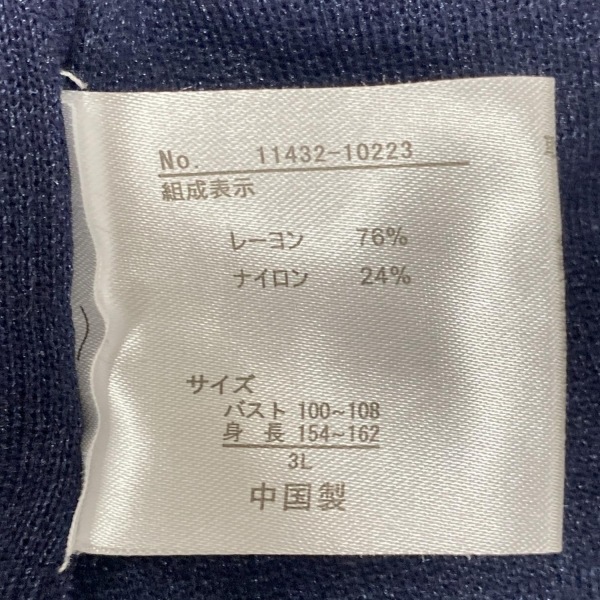 No. 11432-10223
組成表示
レーヨン 76%
ナイロン 24%
サイズ
バスト 100~108
身長 154~162
3L
中国製